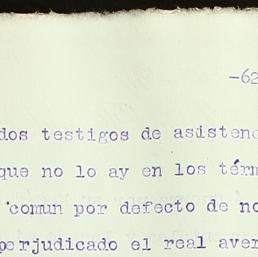 -62
dos testigos de asistenc
que no lo ay en los térm
comun por defecto de no
perjudicado el real aver